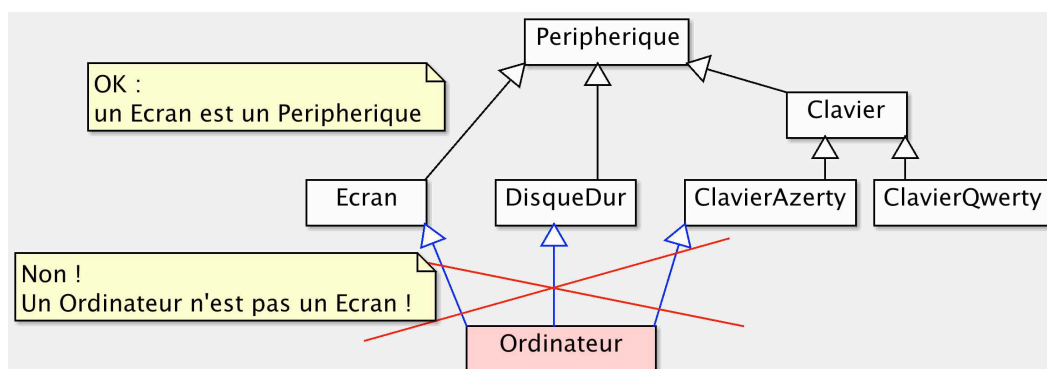 Peripherique
OK :
un Ecran est un Peripherique
Clavier
Ecran
DisqueDur
ClavierAzerty
ClavierQwerty
Non !
Un Ordinateur n'est pas un Ecran !
Ordinateur